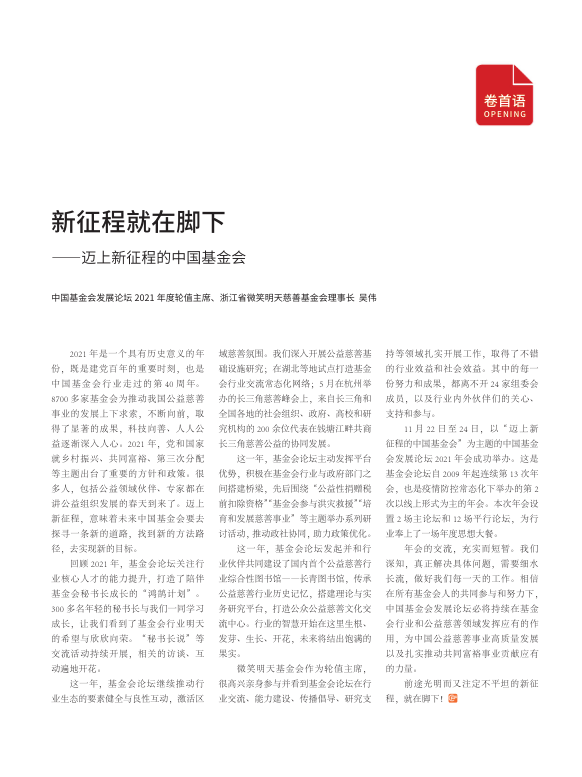 卷首语
OPENING
新征程就在脚下
——迈上新征程的中国基金会
中国基金会发展论坛 2021 年度轮值主席、浙江省微笑明天慈善基金会理事长 吴伟
2021 年是一个具有历史意义的年
份，既是建党百年的重要时刻，也是
中国基金会行业走过的第 40 周年。
8700 多家基金会为推动我国公益慈善
事业的发展上下求索，不断向前，取
得了显著的成果，科技向善、人人公
益逐渐深入人心。2021 年，党和国家
就乡村振兴、共同富裕、第三次分配
等主题出台了重要的方针和政策。很
多人，包括公益领域伙伴、专家都在
讲公益组织发展的春天到来了。迈上
新征程，意味着未来中国基金会要去
探寻一条新的道路，找到新的方法路
径，去实现新的目标。
回顾 2021 年，基金会论坛关注行
业核心人才的能力提升，打造了陪伴
基金会秘书长成长的“鸿鹄计划”。
300 多名年轻的秘书长与我们一同学习
成长，让我们看到了基金会行业明天
的希望与欣欣向荣。“秘书长说”等
交流活动持续开展，相关的访谈、互
动遍地开花。
这一年，基金会论坛继续推动行
业生态的要素健全与良性互动，激活区
域慈善氛围。我们深入开展公益慈善基
础设施研究；在湖北等地试点打造基金
会行业交流常态化网络；5 月在杭州举
办的长三角慈善峰会上，来自长三角和
全国各地的社会组织、政府、高校和研
究机构的 200 余位代表在钱塘江畔共商
长三角慈善公益的协同发展。
这一年，基金会论坛主动发挥平台
优势，积极在基金会行业与政府部门之
间搭建桥梁，先后围绕“公益性捐赠税
前扣除资格”“基金会参与洪灾救援”“培
育和发展慈善事业”等主题举办系列研
讨活动，推动政社协同，助力政策优化。
这一年，基金会论坛发起并和行
业伙伴共同建设了国内首个公益慈善行
业综合性图书馆——长青图书馆，传承
公益慈善行业历史记忆，搭建理论与实
务研究平台，打造公众公益慈善文化交
流中心。行业的智慧开始在这里生根、
发芽、生长、开花，未来将结出饱满的
果实。
微笑明天基金会作为轮值主席，
很高兴亲身参与并看到基金会论坛在行
业交流、能力建设、传播倡导、研究支
持等领域扎实开展工作，取得了不错
的行业效益和社会效益。其中的每一
份努力和成果，都离不开 24 家组委会
成员，以及行业内外伙伴们的关心、
支持和参与。
11 月 22 日至 24 日，以“迈上新
征程的中国基金会”为主题的中国基金
会发展论坛 2021 年会成功举办。这是
基金会论坛自 2009 年起连续第 13 次年
会，也是疫情防控常态化下举办的第 2
次以线上形式为主的年会。本次年会设
置 2 场主论坛和 12 场平行论坛，为行
业奉上了一场年度思想大餐。
年会的交流，充实而短暂。我们
深知，真正解决具体问题，需要细水
长流，做好我们每一天的工作。相信
在所有基金会人的共同参与和努力下，
中国基金会发展论坛必将持续在基金
会行业和公益慈善领域发挥应有的作
用，为中国公益慈善事业高质量发展
以及扎实推动共同富裕事业贡献应有
的力量。
前途光明而又注定不平坦的新征
程，就在脚下！